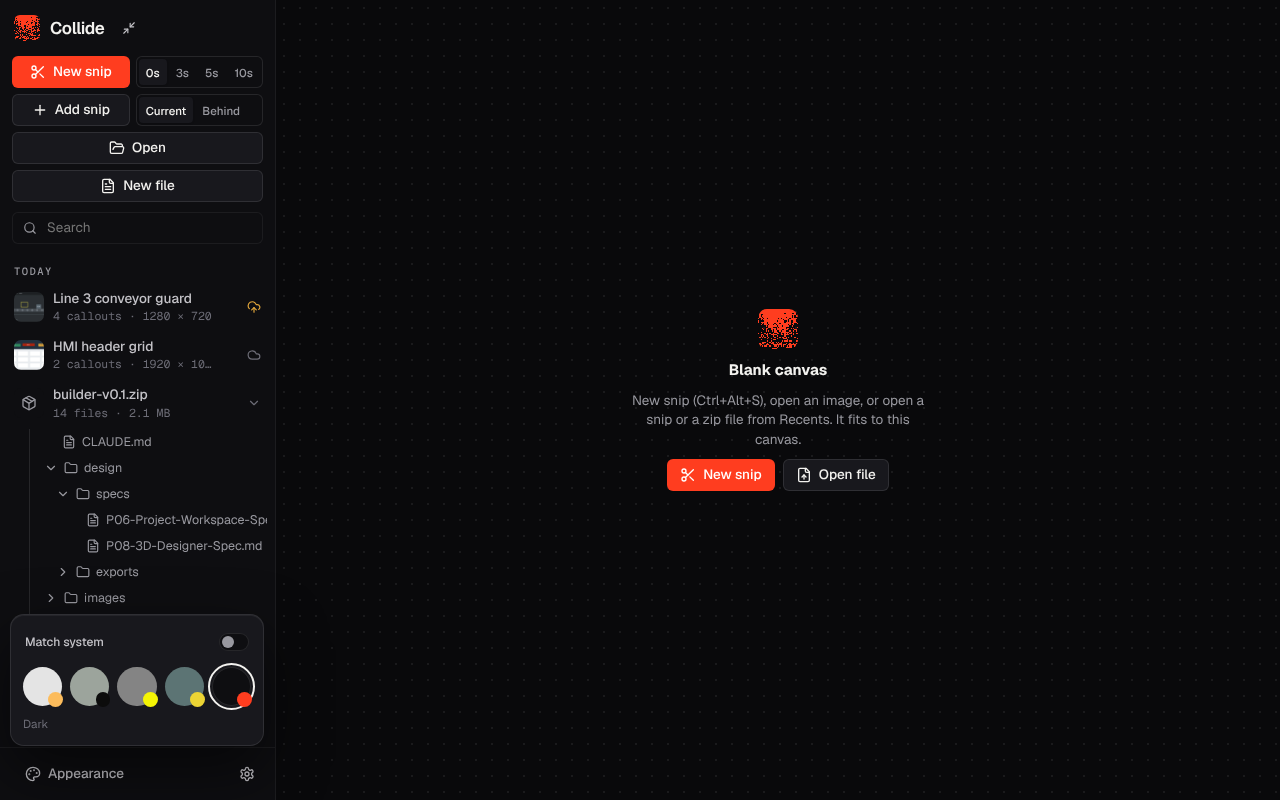 Collide
New snip
0s 3s 5s 10s
Add snip
Current Behind
Open
New file
Search
TODAY
Line 3 conveyor guard
4 callouts · 1280 × 720
HMI header grid
2 callouts · 1920 × 10…
builder-v0.1.zip
14 files · 2.1 MB
CLAUDE.md
design
specs
P06-Project-Workspace-Spe
P08-3D-Designer-Spec.md
exports
images
Match system
Dark
Appearance
Blank canvas
New snip (Ctrl+Alt+S), open an image, or open a
snip or a zip file from Recents. It fits to this
canvas.
New snip
Open file